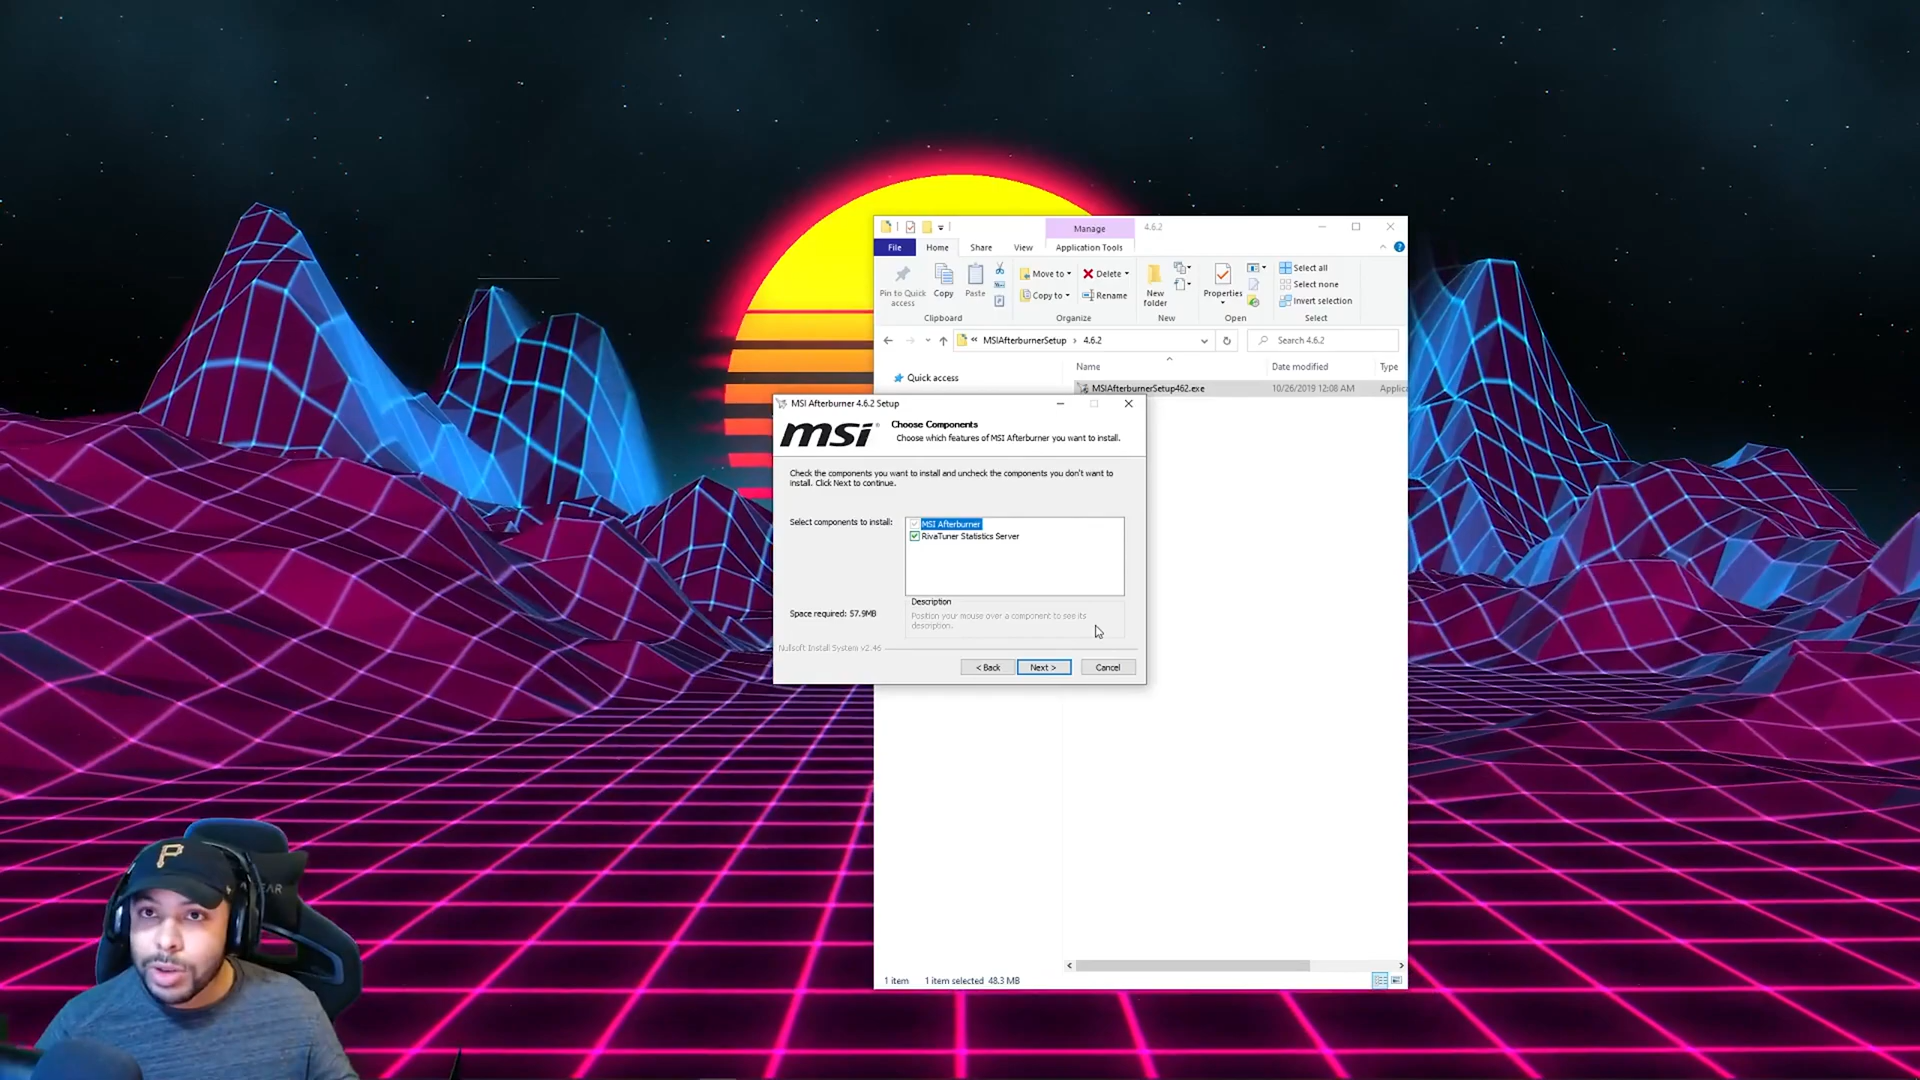 Manage
4.6.2
File
Home
Share
View
Application Tools
Pin to Quick
access
Copy
Paste
Move to
Copy to
Delete
Rename
New
folder
Properties
Select all
Select none
Invert selection
Clipboard
Organize
New
Open
Select
« MSIAfterburnerSetup › 4.6.2
Search 4.6.2
Name
Date modified
Type
Quick access
MSIAfterburnerSetup462.exe
10/26/2019 12:08 AM
Applic
MSI Afterburner 4.6.2 Setup
msi
Choose Components
Choose which features of MSI Afterburner you want to install.
Check the components you want to install and uncheck the components you don't want to
install. Click Next to continue.
Select components to install:
MSI Afterburner
RivaTuner Statistics Server
Space required: 57.9MB
Description
Position your mouse over a component to see its
description.
Nullsoft Install System v2.46
< Back
Next >
Cancel
P
1 item
1 item selected 48.3 MB